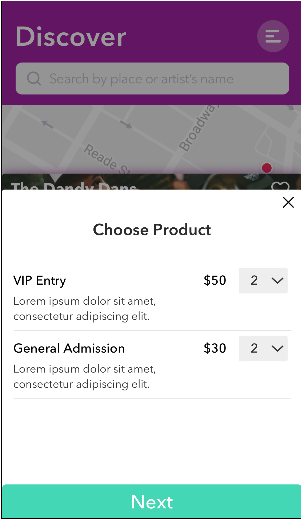 Discover
Search by place or artist's name
Broadway
Reade St
The Dandy Dans
Choose Product
VIP Entry $50 2
Lorem ipsum dolor sit amet,
consectetur adipiscing elit.
General Admission $30 2
Lorem ipsum dolor sit amet,
consectetur adipiscing elit.
Next